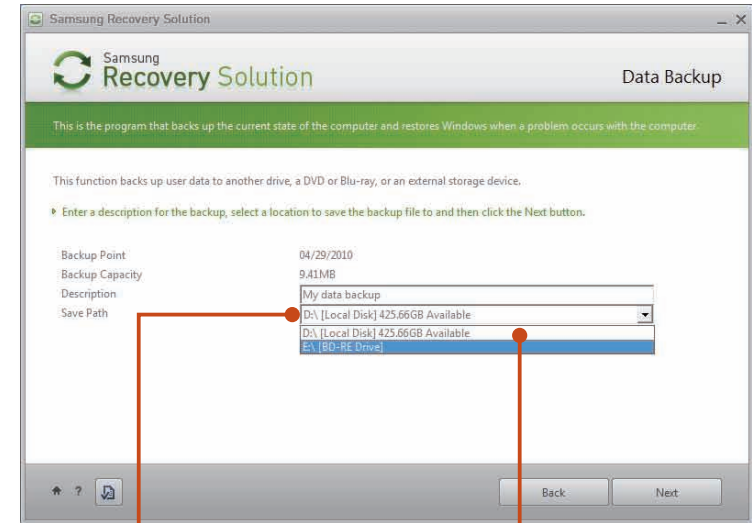 Samsung Recovery Solution
Samsung
Recovery Solution
Data Backup
This is the program that backs up the current state of the computer and restores Windows when a problem occurs with the computer.
This function backs up user data to another drive, a DVD or Blu-ray, or an external storage device.
Enter a description for the backup, select a location to save the backup file to and then click the Next button.
Backup Point 04/29/2010
Backup Capacity 9.41MB
Description My data backup
Save Path D:\ [Local Disk] 425.66GB Available
D:\ [Local Disk] 425.66GB Available
E:\ [BD-RE Drive]
? Back Next